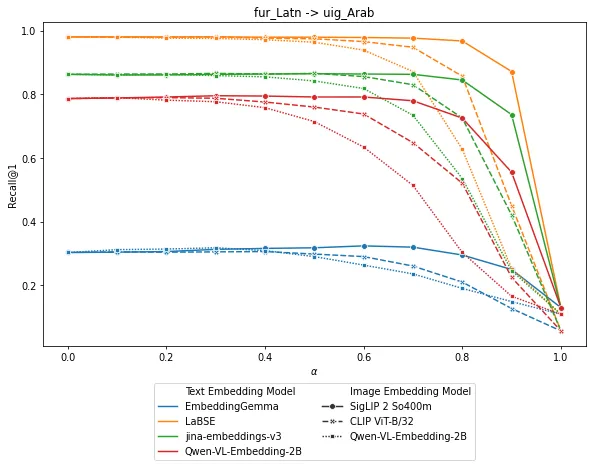 fur_Latn -> uig_Arab
Recall@1
1.0
0.8
0.6
0.4
0.2
0.0 0.2 0.4 0.6 0.8 1.0
α
Text Embedding Model
EmbeddingGemma
LaBSE
jina-embeddings-v3
Qwen-VL-Embedding-2B
Image Embedding Model
SigLIP 2 So400m
CLIP ViT-B/32
Qwen-VL-Embedding-2B